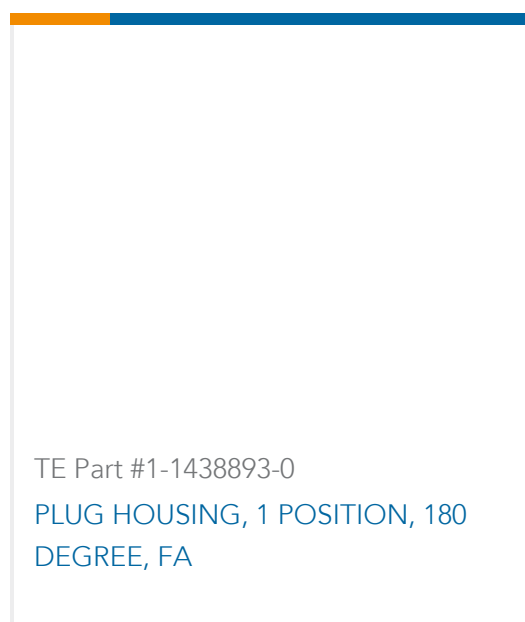 TE Part #1-1438893-0
PLUG HOUSING, 1 POSITION, 180
DEGREE, FA